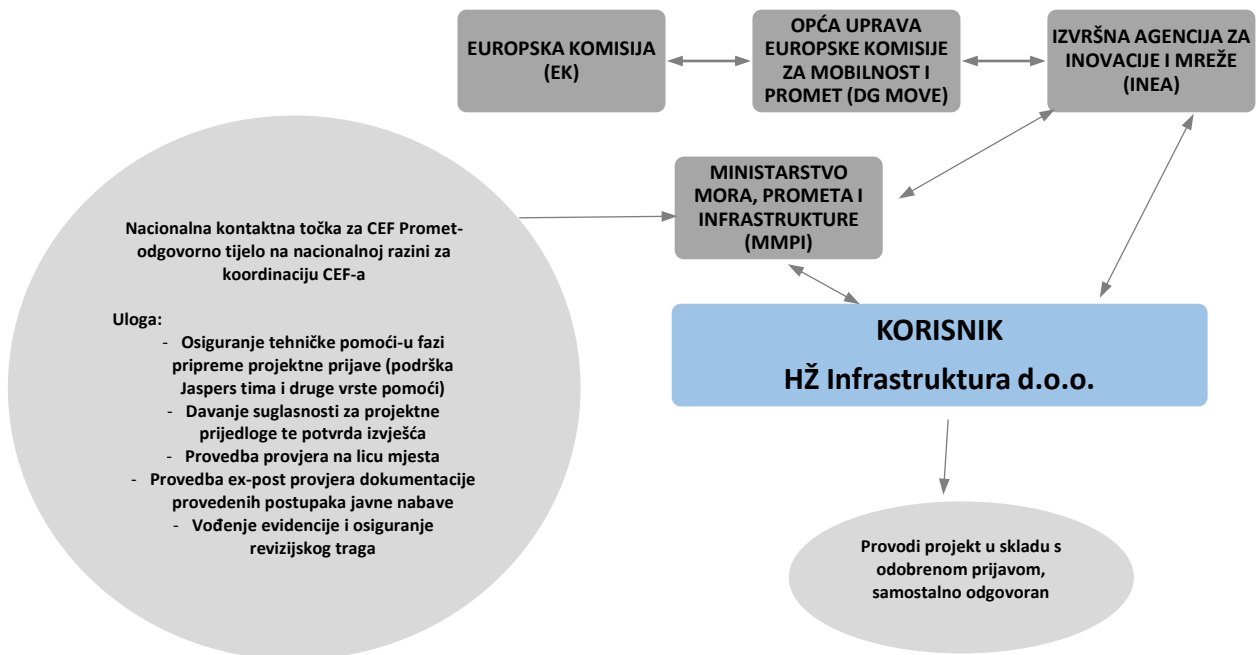 EUROPSKA KOMISIJA
(EK)
OPĆA UPRAVA
EUROPSKE KOMISIJE
ZA MOBILNOST I
PROMET (DG MOVE)
IZVRŠNA AGENCIJA ZA
INOVACIJE I MREŽE
(INEA)
MINISTARSTVO
MORA, PROMETA I
INFRASTRUKTURE
(MMPI)
Nacionalna kontaktna točka za CEF Promet-
odgovorno tijelo na nacionalnoj razini za
koordinaciju CEF-a
Uloga:
- Osiguranje tehničke pomoći-u fazi
pripreme projektne prijave (podrška
Jaspers tima i druge vrste pomoći)
- Davanje suglasnosti za projektne
prijedloge te potvrda izvješća
- Provedba provjera na licu mjesta
- Provedba ex-post provjera dokumentacije
provedenih postupaka javne nabave
- Vođenje evidencije i osiguranje
revizijskog traga
KORISNIK
HŽ Infrastruktura d.o.o.
Provodi projekt u skladu s
odobrenom prijavom,
samostalno odgovoran